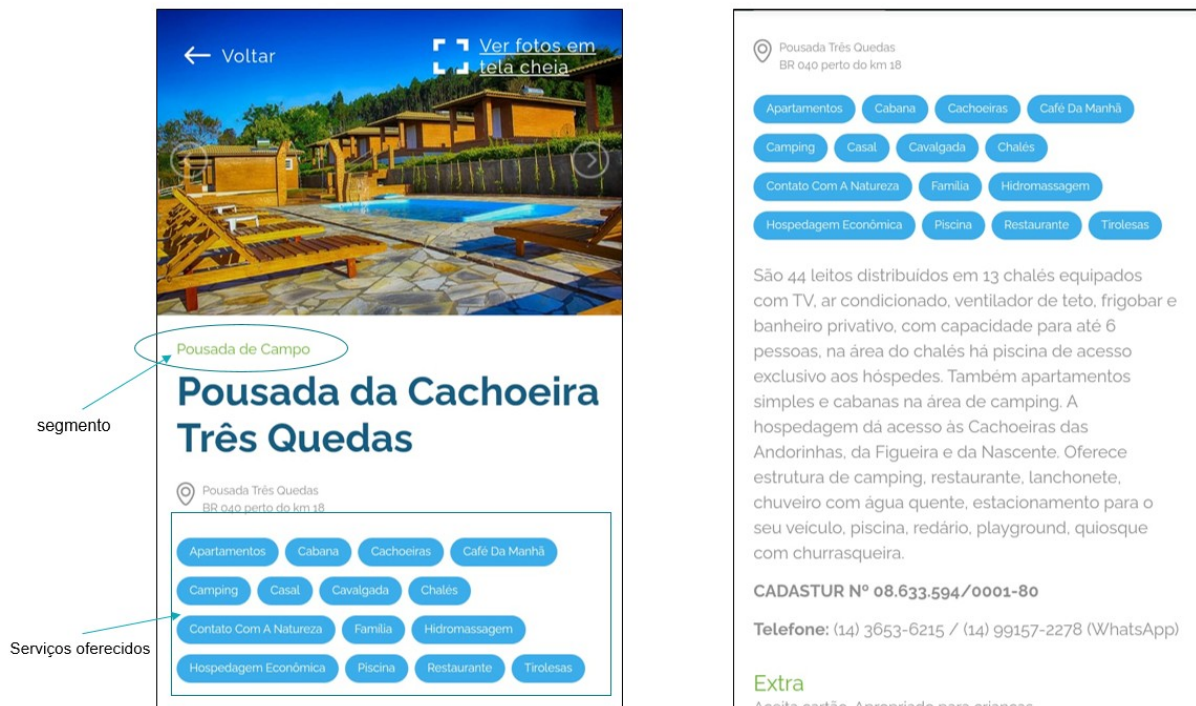 Voltar
Ver fotos em
tela cheia
Pousada de Campo
segmento
Pousada da Cachoeira
Três Quedas
Pousada Três Quedas
BR 040 perto do km 18
Apartamentos Cabana Cachoeiras Café Da Manhã
Camping Casal Cavalgada Chalés
Contato Com A Natureza Família Hidromassagem
Serviços oferecidos
Hospedagem Econômica Piscina Restaurante Tirolesas
Pousada Três Quedas
BR 040 perto do km 18
Apartamentos Cabana Cachoeiras Café Da Manhã
Camping Casal Cavalgada Chalés
Contato Com A Natureza Família Hidromassagem
Hospedagem Econômica Piscina Restaurante Tirolesas
São 44 leitos distribuídos em 13 chalés equipados
com TV, ar condicionado, ventilador de teto, frigobar e
banheiro privativo, com capacidade para até 6
pessoas, na área do chalés há piscina de acesso
exclusivo aos hóspedes. Também apartamentos
simples e cabanas na área de camping. A
hospedagem dá acesso às Cachoeiras das
Andorinhas, da Figueira e da Nascente. Oferece
estrutura de camping, restaurante, lanchonete,
chuveiro com água quente, estacionamento para o
seu veículo, piscina, redário, playground, quiosque
com churrasqueira.
CADASTUR Nº 08.633.594/0001-80
Telefone: (14) 3653-6215 / (14) 99157-2278 (WhatsApp)
Extra
Aceita cartão, Apropriado para crianças